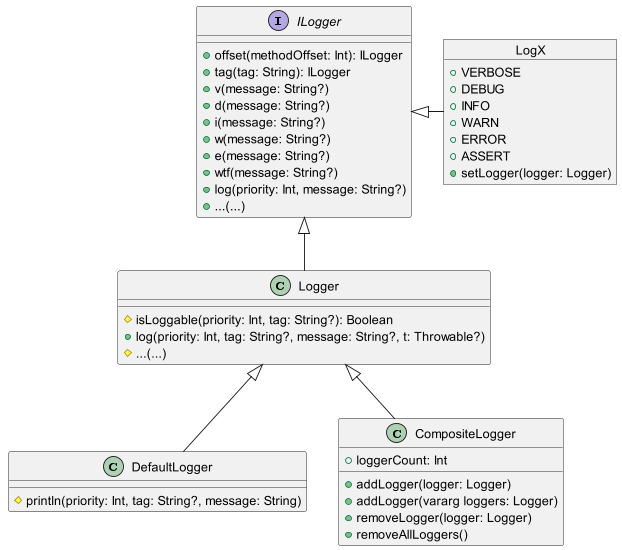 I ILogger
offset(methodOffset: Int): ILogger
tag(tag: String): ILogger
v(message: String?)
d(message: String?)
i(message: String?)
w(message: String?)
e(message: String?)
wtf(message: String?)
log(priority: Int, message: String?)
...(...)
LogX
VERBOSE
DEBUG
INFO
WARN
ERROR
ASSERT
setLogger(logger: Logger)
C Logger
isLoggable(priority: Int, tag: String?): Boolean
log(priority: Int, tag: String?, message: String?, t: Throwable?)
...(...)
C DefaultLogger
println(priority: Int, tag: String?, message: String)
C CompositeLogger
loggerCount: Int
addLogger(logger: Logger)
addLogger(vararg loggers: Logger)
removeLogger(logger: Logger)
removeAllLoggers()